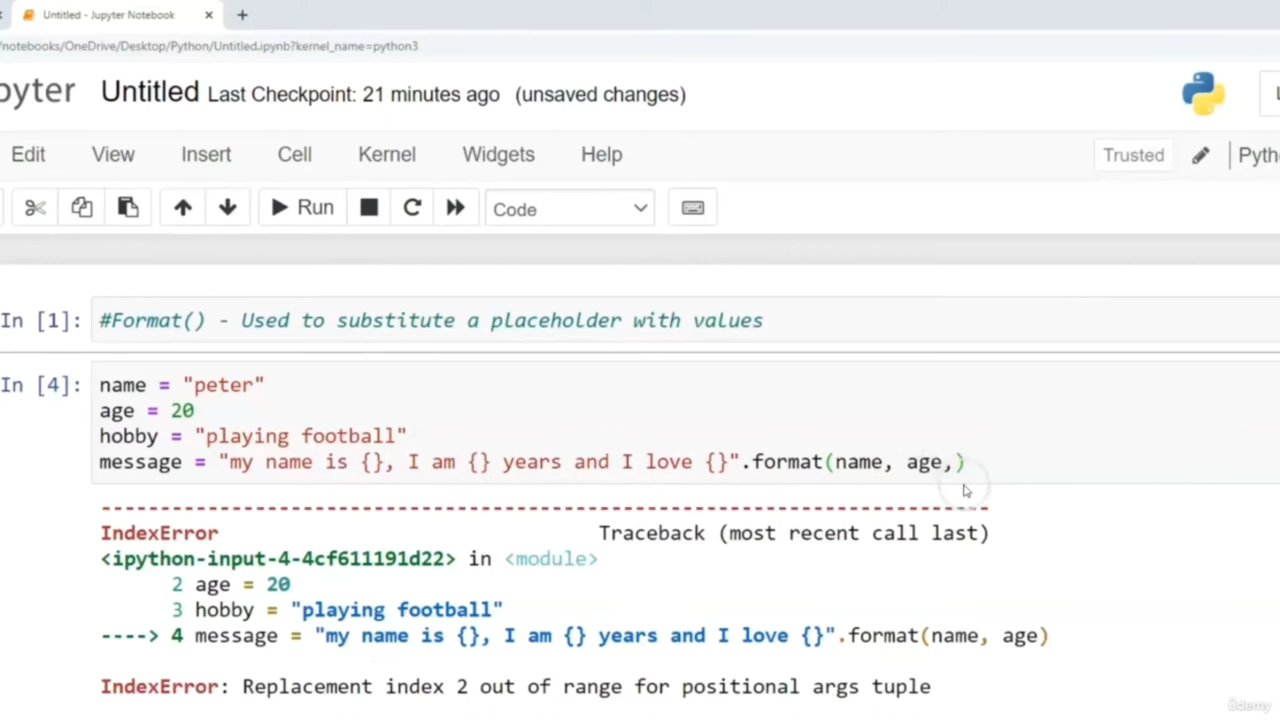 Untitled - Jupyter Notebook
/notebooks/OneDrive/Desktop/Python/Untitled.ipynb?kernel_name=python3
pyter Untitled Last Checkpoint: 21 minutes ago (unsaved changes)
Edit View Insert Cell Kernel Widgets Help Trusted Pytho
Run Code
In [1]: #Format() - Used to substitute a placeholder with values
In [4]: name = "peter"
age = 20
hobby = "playing football"
message = "my name is {}, I am {} years and I love {}".format(name, age,)
---------------------------------------------------------------------------
IndexError Traceback (most recent call last)
<ipython-input-4-4cf611191d22> in <module>
2 age = 20
3 hobby = "playing football"
----> 4 message = "my name is {}, I am {} years and I love {}".format(name, age)
IndexError: Replacement index 2 out of range for positional args tuple
ûdemy